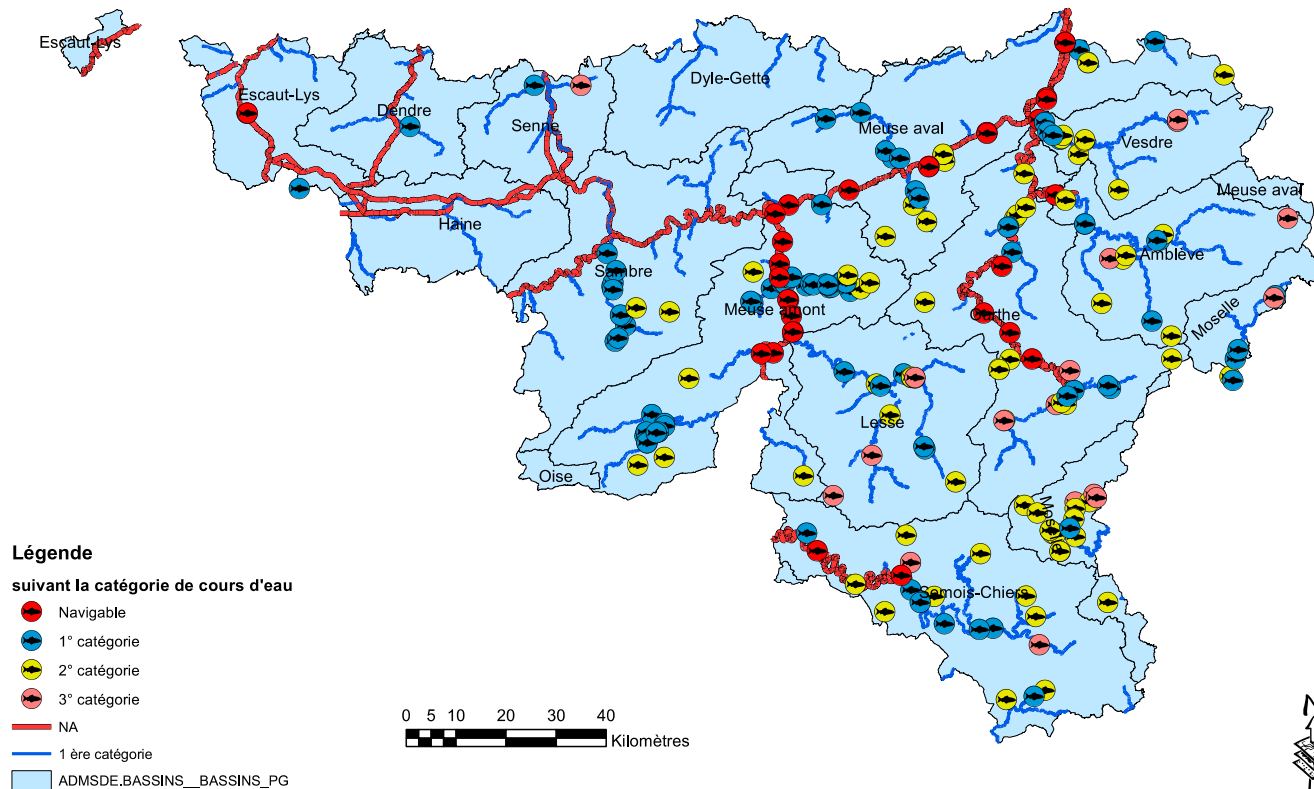 Escaut-Lys
Escaut-Lys
Dendre
Senne
Dyle-Gette
Meuse aval
Vesdre
Meuse aval
Haine
Sambre
Amblève
Meuse amont
Ourthe
Moselle
Lesse
Oise
Moselle
Semois-Chiers
Légende
suivant la catégorie de cours d'eau
Navigable
1° catégorie
2° catégorie
3° catégorie
NA
1 ère catégorie
ADMSDE.BASSINS__BASSINS_PG
0 5 10 20 30 40
Kilomètres
N